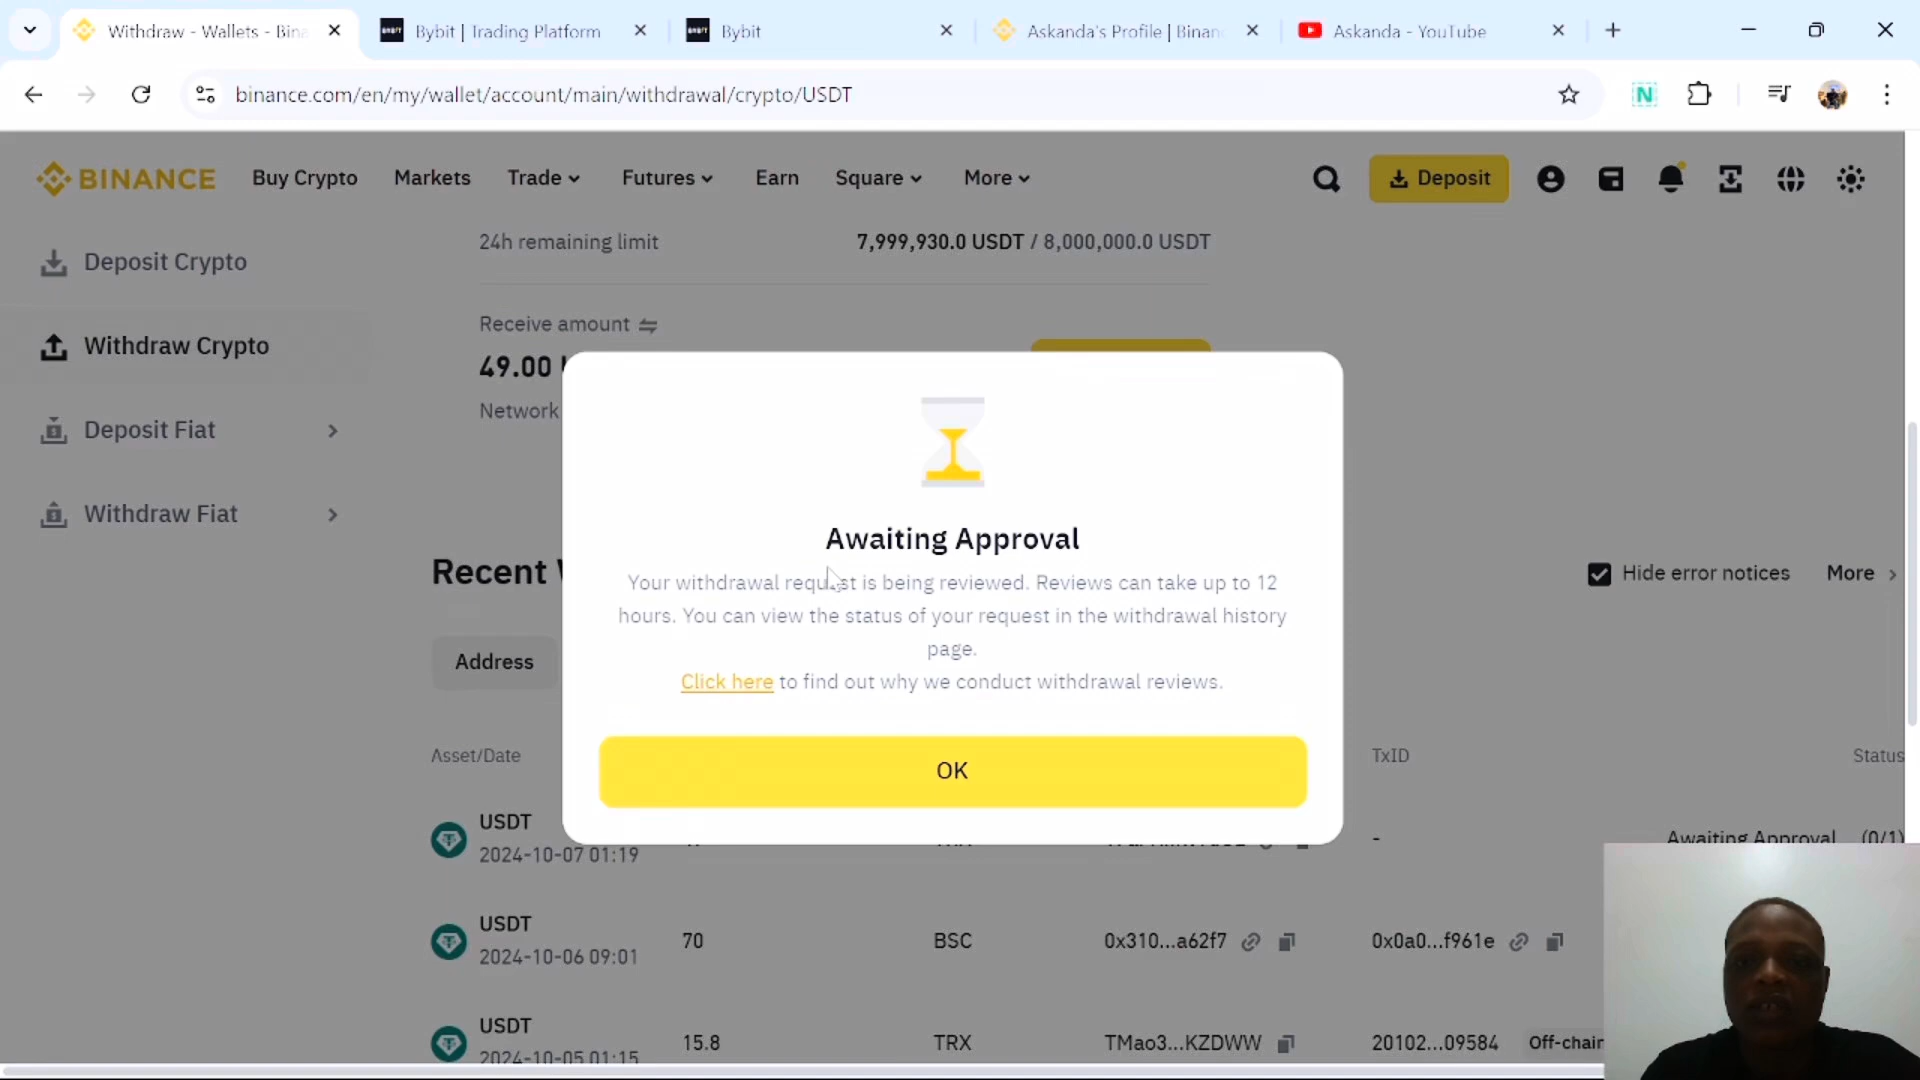 Withdraw - Wallets - Bina
Bybit | Trading Platform
Bybit
Askanda's Profile | Binan
Askanda - YouTube
binance.com/en/my/wallet/account/main/withdrawal/crypto/USDT
N
BINANCE
Buy Crypto
Markets
Trade
Futures
Earn
Square
More
Deposit
Deposit Crypto
Withdraw Crypto
Deposit Fiat
Withdraw Fiat
24h remaining limit
7,999,930.0 USDT / 8,000,000.0 USDT
Receive amount
49.00
Network
Awaiting Approval
Your withdrawal request is being reviewed. Reviews can take up to 12
hours. You can view the status of your request in the withdrawal history
page.
Click here to find out why we conduct withdrawal reviews.
OK
Recent
Hide error notices
More
Address
Asset/Date
TxID
Status
USDT
2024-10-07 01:19
-
Awaiting Approval (0/1)
USDT
2024-10-06 09:01
70
BSC
0x310...a62f7
0x0a0...f961e
USDT
2024-10-05 01:15
15.8
TRX
TMao3...KZDWW
20102...09584
Off-chain